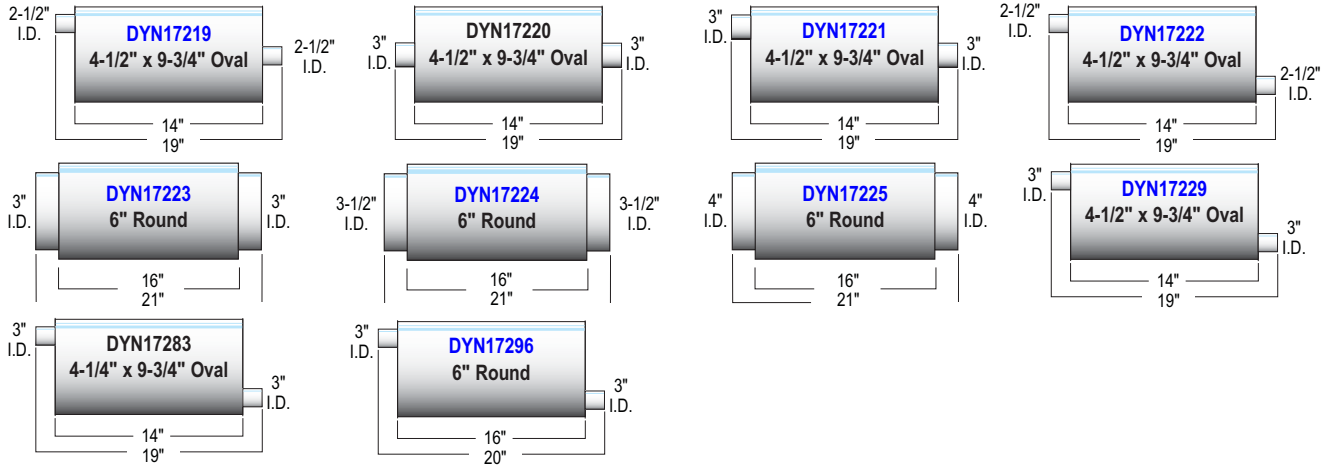 2-1/2"
I.D.
DYN17219
4-1/2" x 9-3/4" Oval
2-1/2"
I.D.
14"
19"
3"
I.D.
DYN17220
4-1/2" x 9-3/4" Oval
3"
I.D.
14"
19"
3"
I.D.
DYN17221
4-1/2" x 9-3/4" Oval
3"
I.D.
14"
19"
2-1/2"
I.D.
DYN17222
4-1/2" x 9-3/4" Oval
2-1/2"
I.D.
14"
19"
3"
I.D.
DYN17223
6" Round
3"
I.D.
16"
21"
3-1/2"
I.D.
DYN17224
6" Round
3-1/2"
I.D.
16"
21"
4"
I.D.
DYN17225
6" Round
4"
I.D.
16"
21"
3"
I.D.
DYN17229
4-1/2" x 9-3/4" Oval
3"
I.D.
14"
19"
3"
I.D.
DYN17283
4-1/4" x 9-3/4" Oval
3"
I.D.
14"
19"
3"
I.D.
DYN17296
6" Round
3"
I.D.
16"
20"